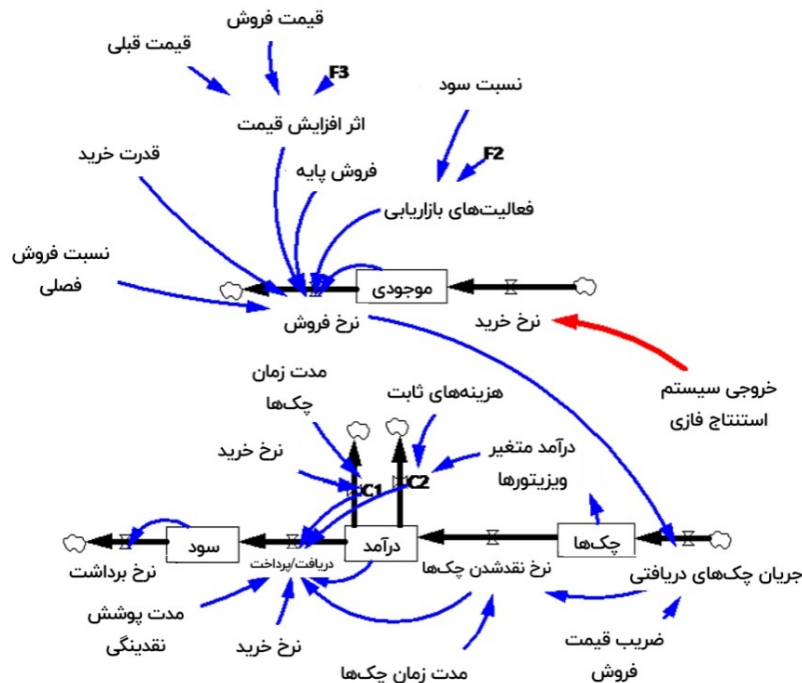 قیمت فروش
قیمت قبلی
F3
نسبت سود
اثر افزایش قیمت
قدرت خرید
F2
فروش پایه
فعالیت‌های بازاریابی
نسبت فروش
فصلی
موجودی
نرخ فروش
نرخ خرید
خروجی سیستم
استنتاج فازی
مدت زمان
چک‌ها
هزینه‌های ثابت
نرخ خرید
درآمد متغیر
ویزیتورها
C1
C2
سود
درآمد
چک‌ها
نرخ برداشت
دریافت/پرداخت
نرخ نقدشدن چک‌ها
جریان چک‌های دریافتی
مدت پوشش
نقدینگی
نرخ خرید
مدت زمان چک‌ها
ضریب قیمت
فروش